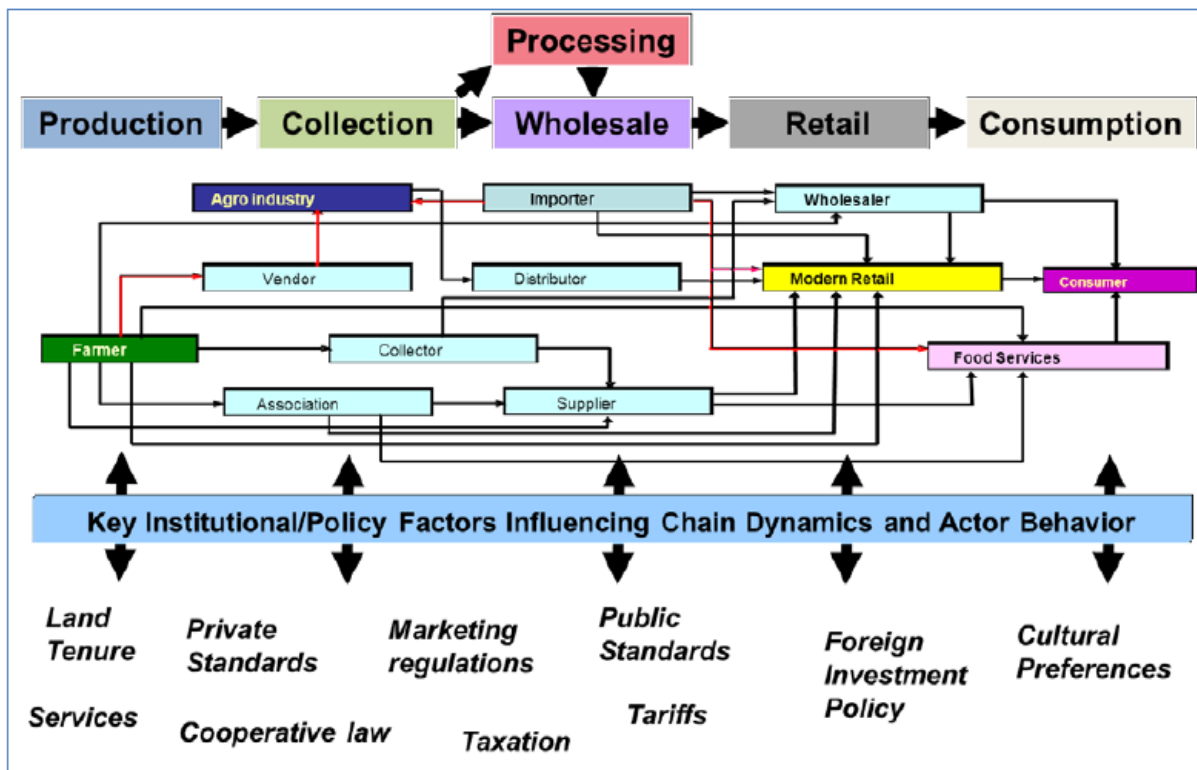 Processing
Production
Collection
Wholesale
Retail
Consumption
Agro industry
Importer
Wholesaler
Vendor
Distributor
Modern Retail
Consumer
Farmer
Collector
Food Services
Association
Supplier
Key Institutional/Policy Factors Influencing Chain Dynamics and Actor Behavior
Land
Tenure
Private
Standards
Marketing
regulations
Public
Standards
Foreign
Investment
Policy
Cultural
Preferences
Services
Cooperative law
Taxation
Tariffs